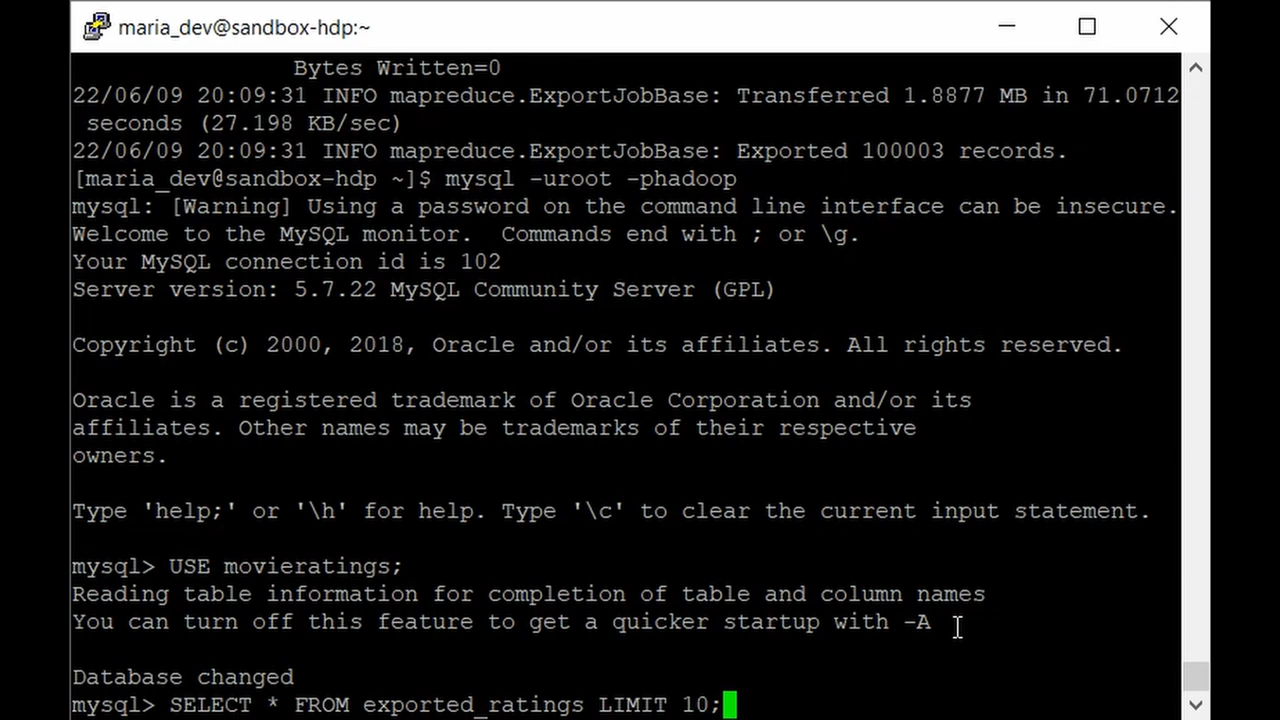 maria_dev@sandbox-hdp:~
Bytes Written=0
22/06/09 20:09:31 INFO mapreduce.ExportJobBase: Transferred 1.8877 MB in 71.0712
seconds (27.198 KB/sec)
22/06/09 20:09:31 INFO mapreduce.ExportJobBase: Exported 100003 records.
[maria_dev@sandbox-hdp ~]$ mysql -uroot -phadoop
mysql: [Warning] Using a password on the command line interface can be insecure.
Welcome to the MySQL monitor.  Commands end with ; or \g.
Your MySQL connection id is 102
Server version: 5.7.22 MySQL Community Server (GPL)
Copyright (c) 2000, 2018, Oracle and/or its affiliates. All rights reserved.
Oracle is a registered trademark of Oracle Corporation and/or its
affiliates. Other names may be trademarks of their respective
owners.
Type 'help;' or '\h' for help. Type '\c' to clear the current input statement.
mysql> USE movieratings;
Reading table information for completion of table and column names
You can turn off this feature to get a quicker startup with -A
Database changed
mysql> SELECT * FROM exported_ratings LIMIT 10;